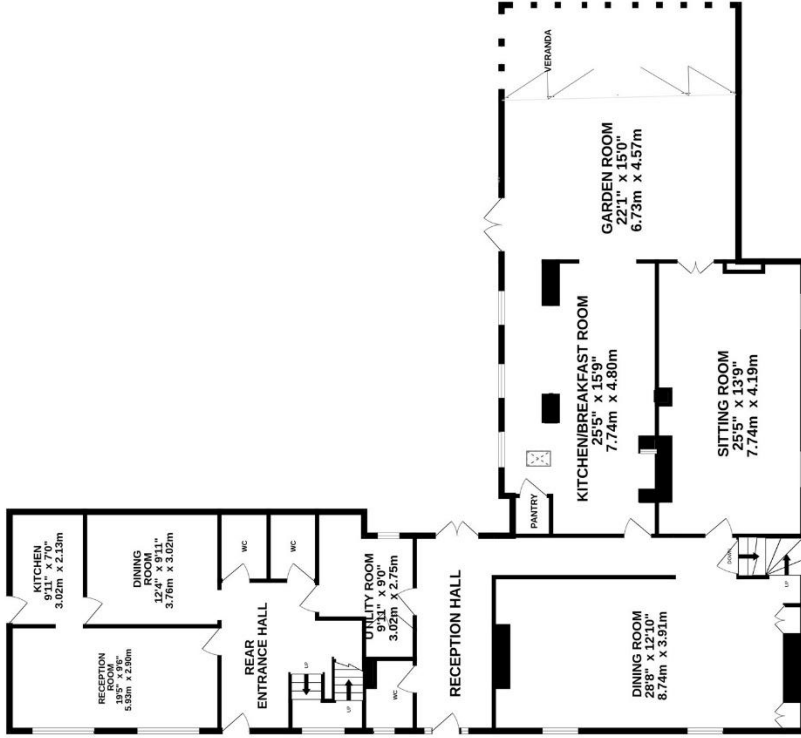 VERANDA
GARDEN ROOM
22'1" x 15'0"
6.73m x 4.57m
KITCHEN/BREAKFAST ROOM
25'5" x 15'9"
7.74m x 4.80m
SITTING ROOM
25'5" x 13'9"
7.74m x 4.19m
PANTRY
KITCHEN
9'11" x 7'0"
3.02m x 2.13m
DINING
ROOM
12'4" x 9'11"
3.76m x 3.02m
WC
WC
UTILITY ROOM
9'11" x 9'0"
3.02m x 2.75m
DOWN
UP
RECEPTION
ROOM
19'5" x 9'6"
5.93m x 2.90m
REAR
ENTRANCE HALL
UP
UP
WC
RECEPTION HALL
DINING ROOM
28'8" x 12'10"
8.74m x 3.91m